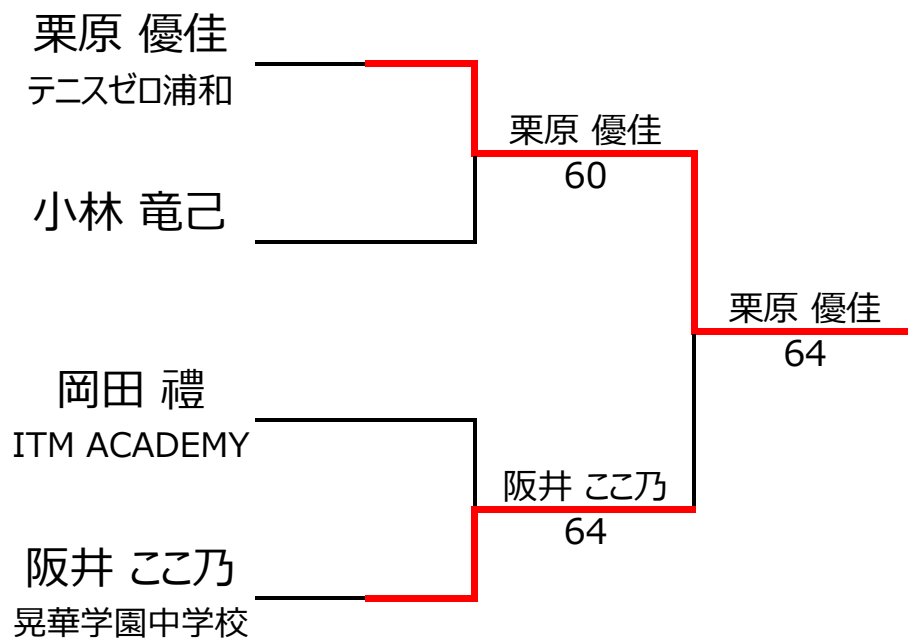 栗原 優佳
テニスゼロ浦和
栗原 優佳
60
小林 竜己
栗原 優佳
64
岡田 禮
ITM ACADEMY
阪井 ここ乃
64
阪井 ここ乃
晃華学園中学校